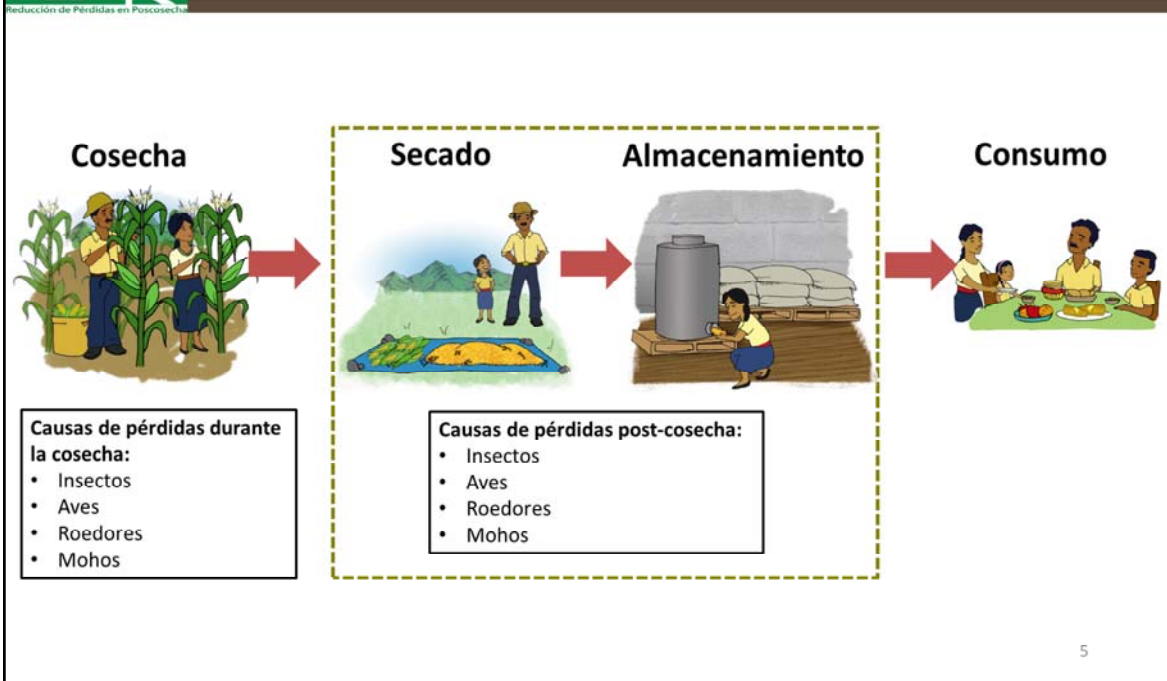 Reducción de Pérdidas en Poscosecha
Cosecha
Secado
Almacenamiento
Consumo
Causas de pérdidas durante
la cosecha:
• Insectos
• Aves
• Roedores
• Mohos
Causas de pérdidas post-cosecha:
• Insectos
• Aves
• Roedores
• Mohos
5